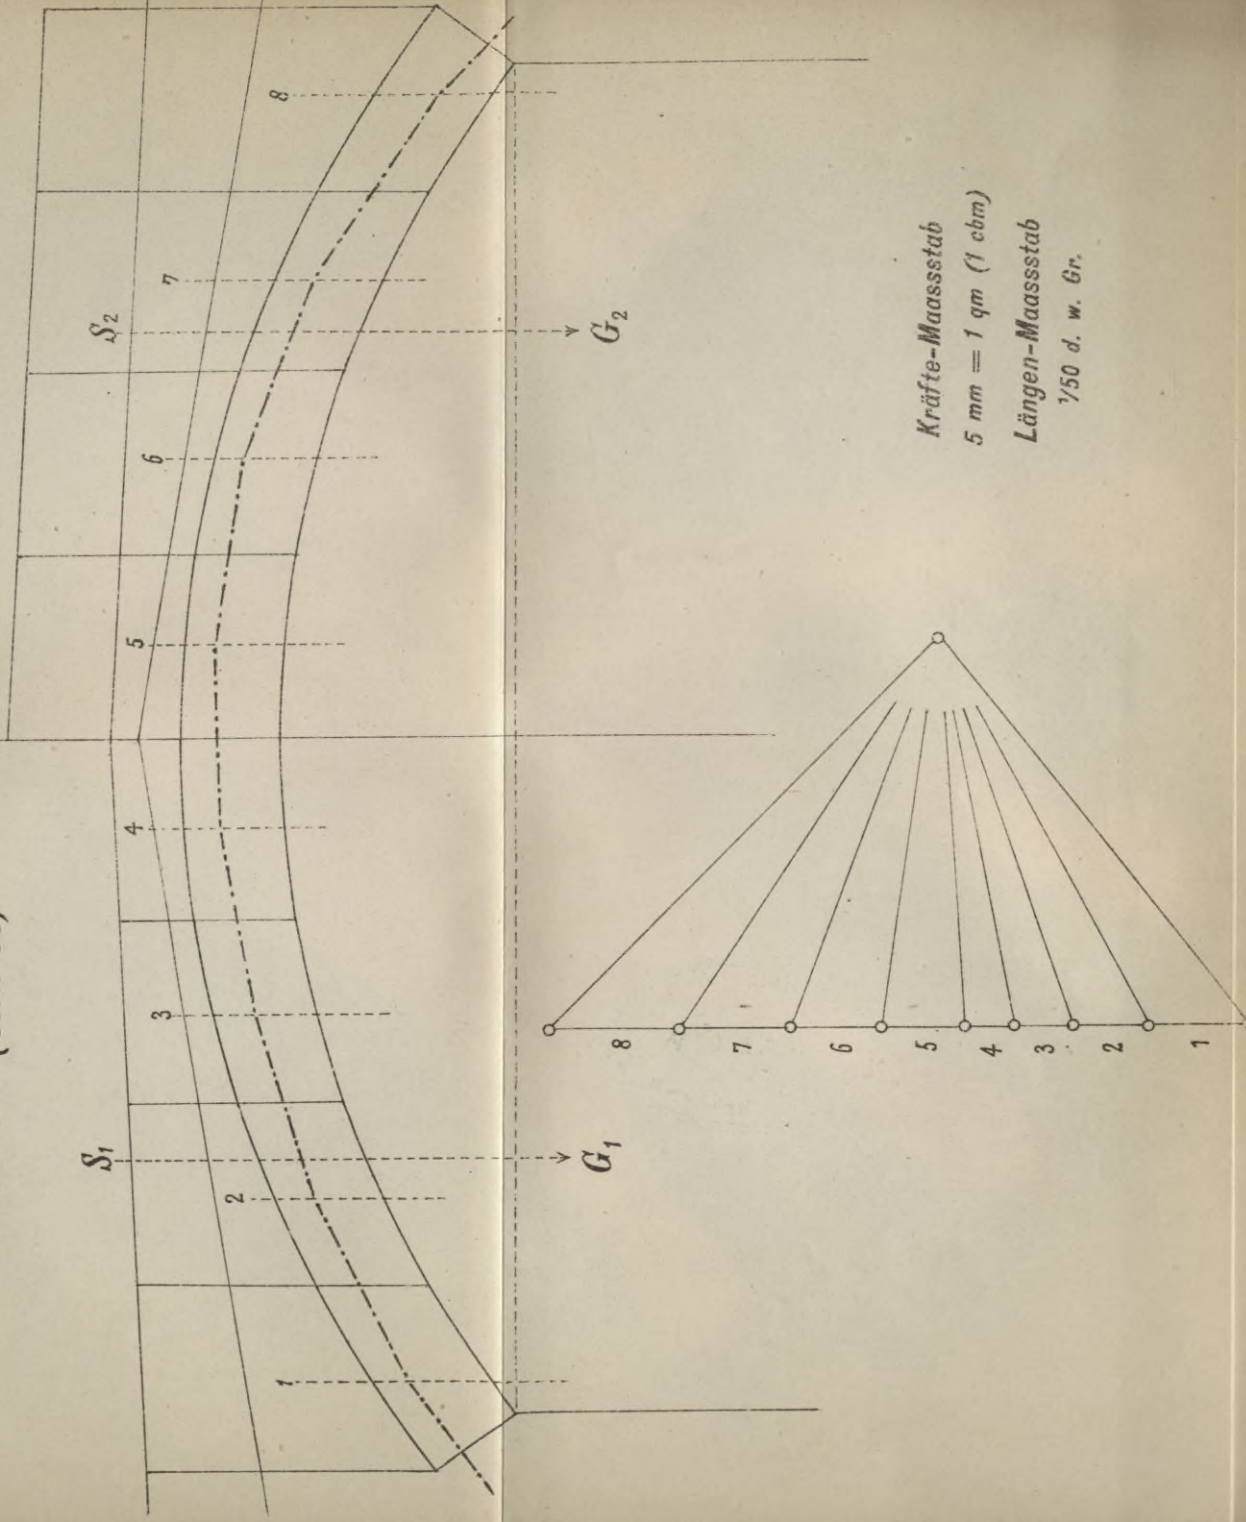 S₁
S₂
1
2
3
4
5
6
7
8
G₁
G₂
Kräfte-Maassstab
5 mm = 1 qm (1 cbm)
Längen-Maassstab
1/50 d. w. Gr.
1
2
3
4
5
6
7
8